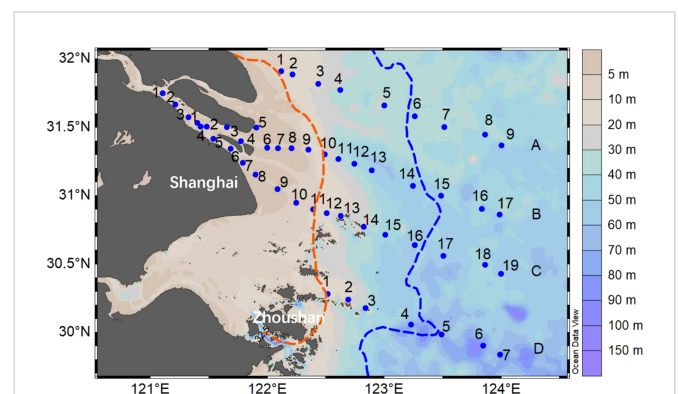 32°N
31.5°N
31°N
30.5°N
30°N
121°E
122°E
123°E
124°E
Shanghai
Zhoushan
1 2 3 4 5 6 7 8 9 A
1 2 3 4 5
1 2 3 4 5 6 7 8 9 10 11 12 13 14 15 16 17 B
6 7 8 9 10 11 12 13 14 15 16 17 18 19 C
1 2 3 4 5 6 7 D
Ocean Data View
5 m
10 m
20 m
30 m
40 m
50 m
60 m
70 m
80 m
90 m
100 m
150 m